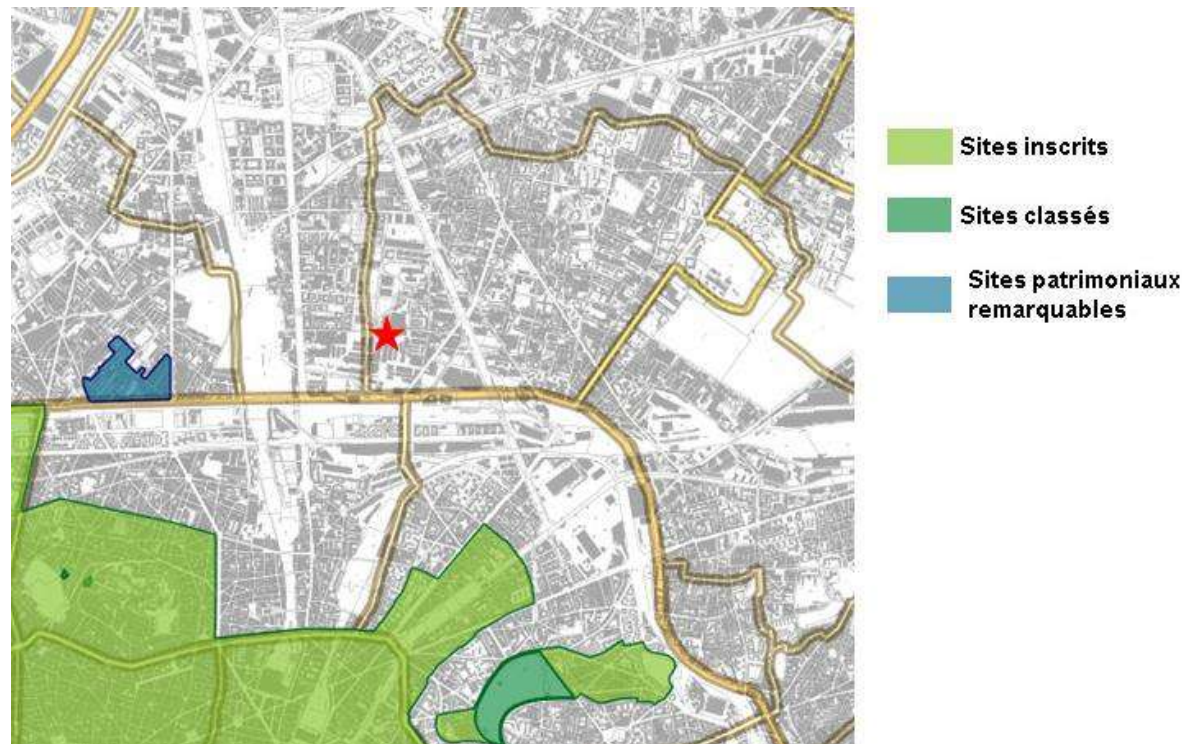 Sites inscrits
Sites classés
Sites patrimoniaux
remarquables